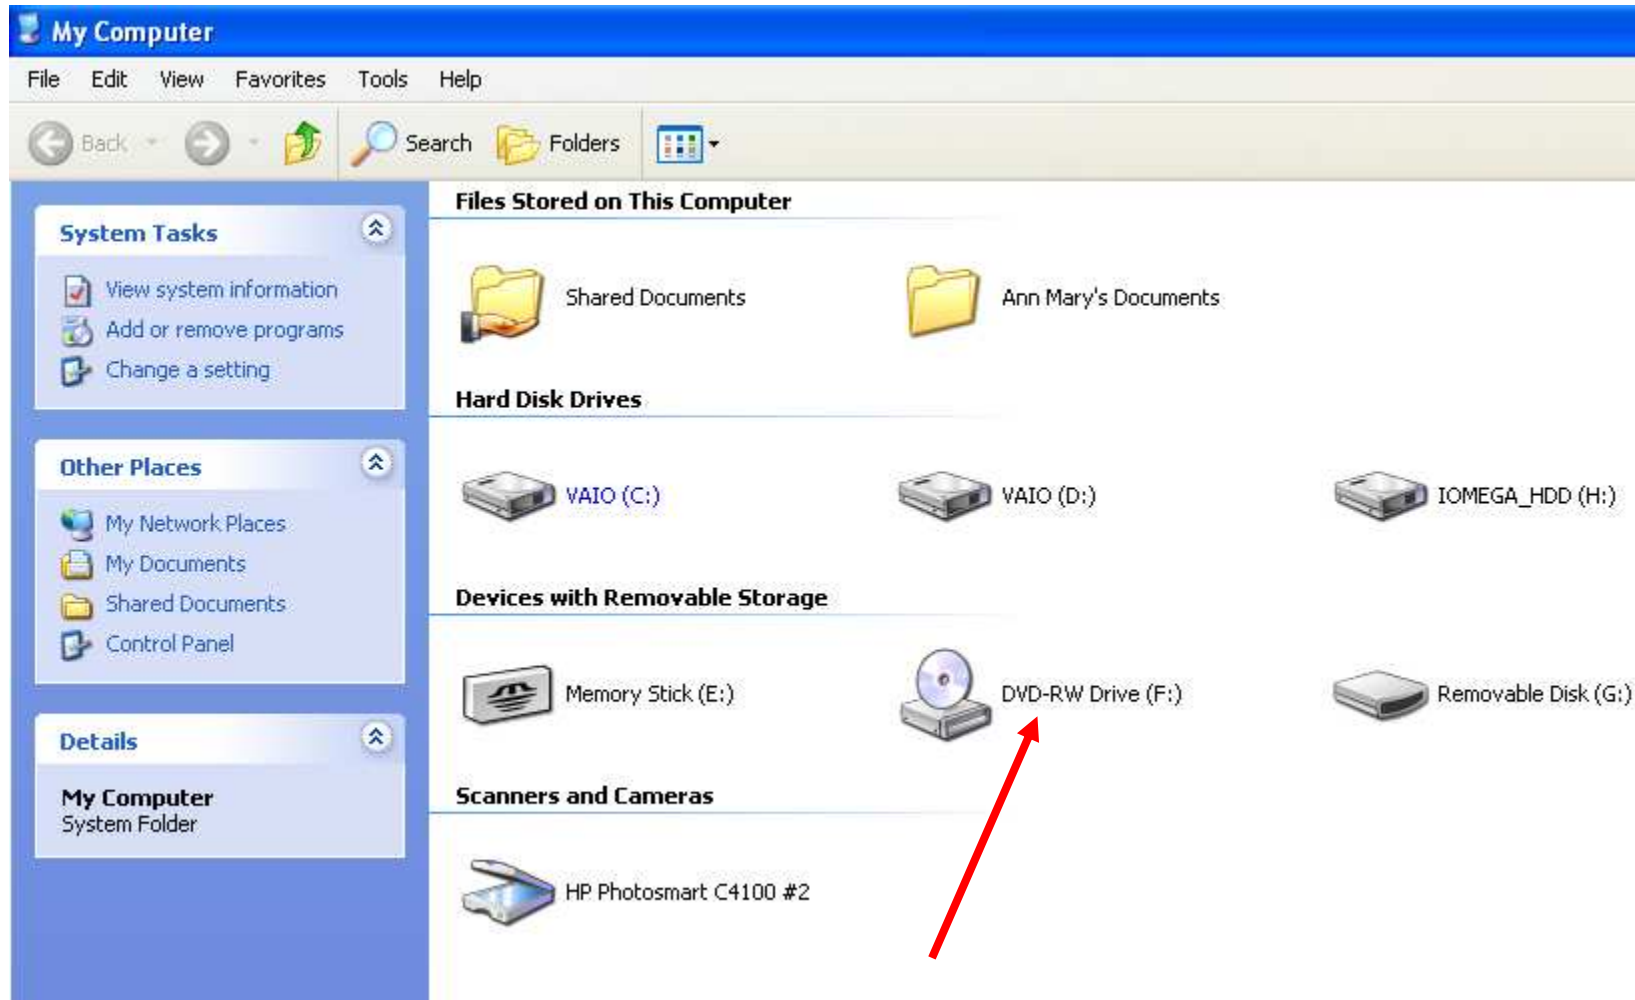 My Computer
File Edit View Favorites Tools Help
Back Search Folders
System Tasks
View system information
Add or remove programs
Change a setting
Other Places
My Network Places
My Documents
Shared Documents
Control Panel
Details
My Computer
System Folder
Files Stored on This Computer
Shared Documents Ann Mary's Documents
Hard Disk Drives
VAIO (C:) VAIO (D:) IOMEGA_HDD (H:)
Devices with Removable Storage
Memory Stick (E:) DVD-RW Drive (F:) Removable Disk (G:)
Scanners and Cameras
HP Photosmart C4100 #2